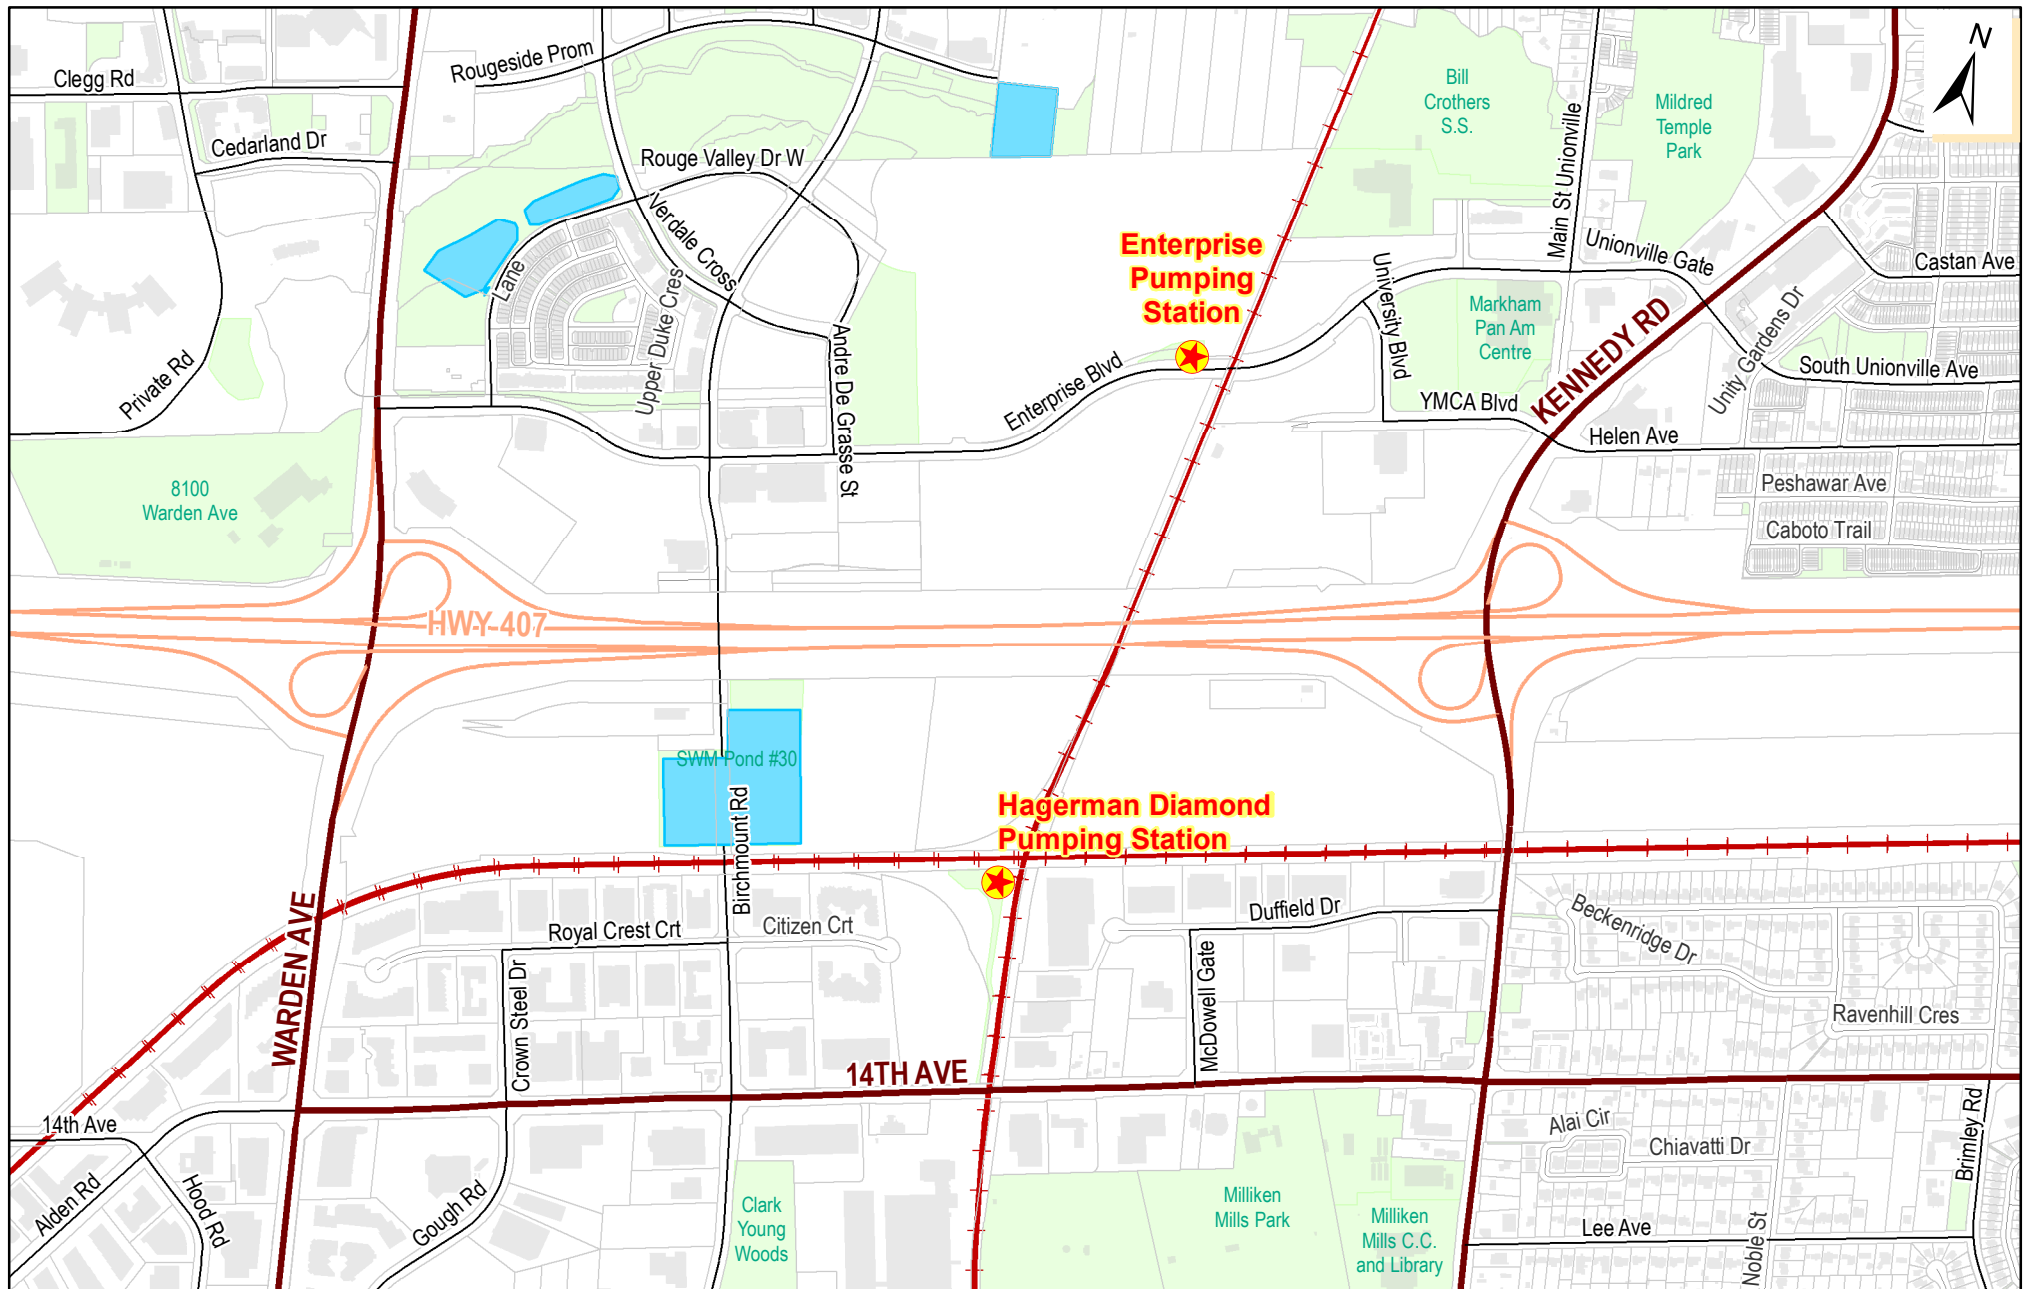 N
Rougeside Prom
Clegg Rd
Cedarland Dr
Bill
Crothers
S.S.
Mildred
Temple
Park
Main St Unionville
Rouge Valley Dr W
Verdale Cross
Lane
Upper Duke Cres
Andre De Grasse St
Private Rd
Enterprise
Pumping
Station
Enterprise Blvd
University Blvd
Unionville Gate
Castan Ave
Markham
Pan Am
Centre
KENNEDY RD
Unity Gardens Dr
South Unionville Ave
YMCA Blvd
Helen Ave
Peshawar Ave
Caboto Trail
8100
Warden Ave
HWY 407
SWM Pond #30
Birchmount Rd
Hagerman Diamond
Pumping Station
WARDEN AVE
Royal Crest Crt
Citizen Crt
Crown Steel Dr
Duffield Dr
McDowell Gate
Beckenridge Dr
Ravenhill Cres
14TH AVE
14th Ave
Alden Rd
Hood Rd
Gough Rd
Clark
Young
Woods
Milliken
Mills Park
Milliken
Mills C.C.
and Library
Alai Cir
Chiavatti Dr
Brimley Rd
Lee Ave
Noble St